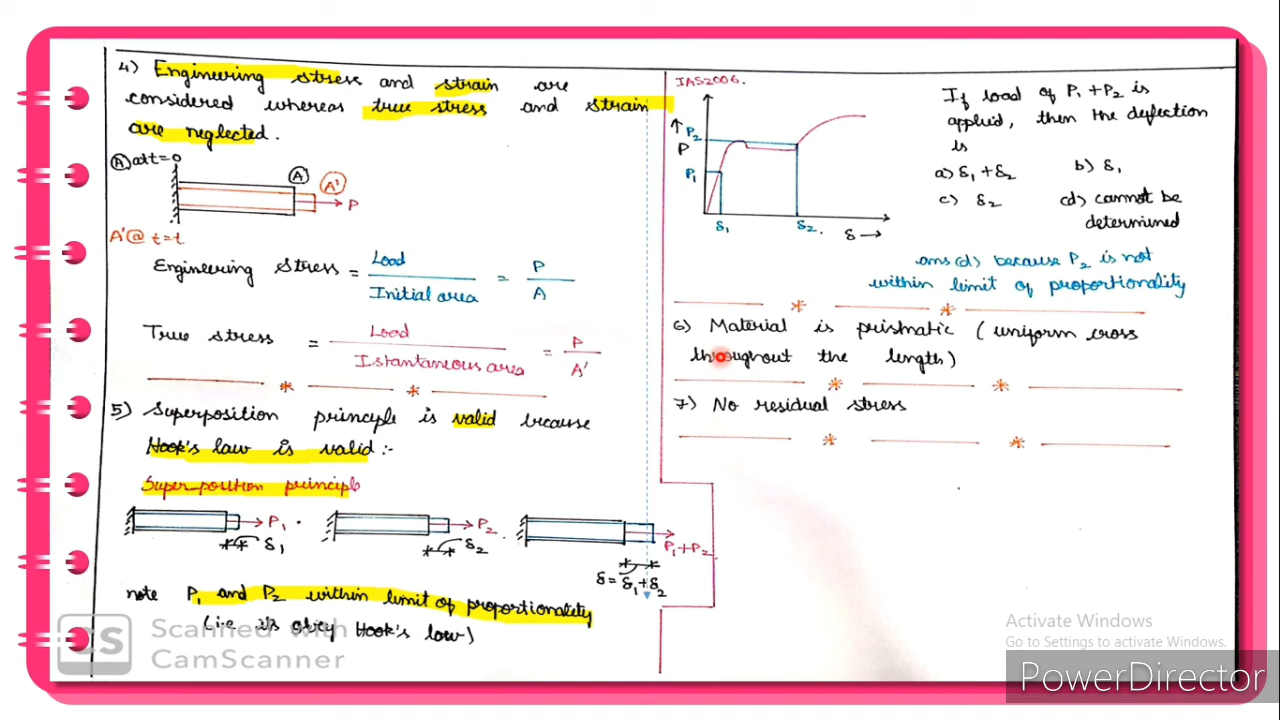 4) Engineering stress and strain are
considered whereas true stress and strain
are neglected.
A at t=0
A
A'
P
A'@ t=t
Engineering stress = Load / Initial area = P / A
True stress = Load / Istantaneous area = P / A'
5) Superposition principle is valid because
Hook's law is valid :-
Superposition principle
P₁
δ₁
P₂
δ₂
P₁+P₂
δ=δ₁+δ₂
note P₁ and P₂ within limit of proportionality
(i.e. obey Hook's law)
Scanned with
CS
CamScanner
IAS2006.
P₂
P
P₁
δ₁
δ₂.
δ
If load of P₁+P₂ is
applied, then the deflection
is
a) δ₁+δ₂
b) δ₁
c) δ₂
d) cannot be
determined
ans (d) because P₂ is not
within limit of proportionality
6) Material is prismatic (uniform cross
throughout the length)
7) No residual stress
Activate Windows
Go to Settings to activate Windows.
PowerDirector